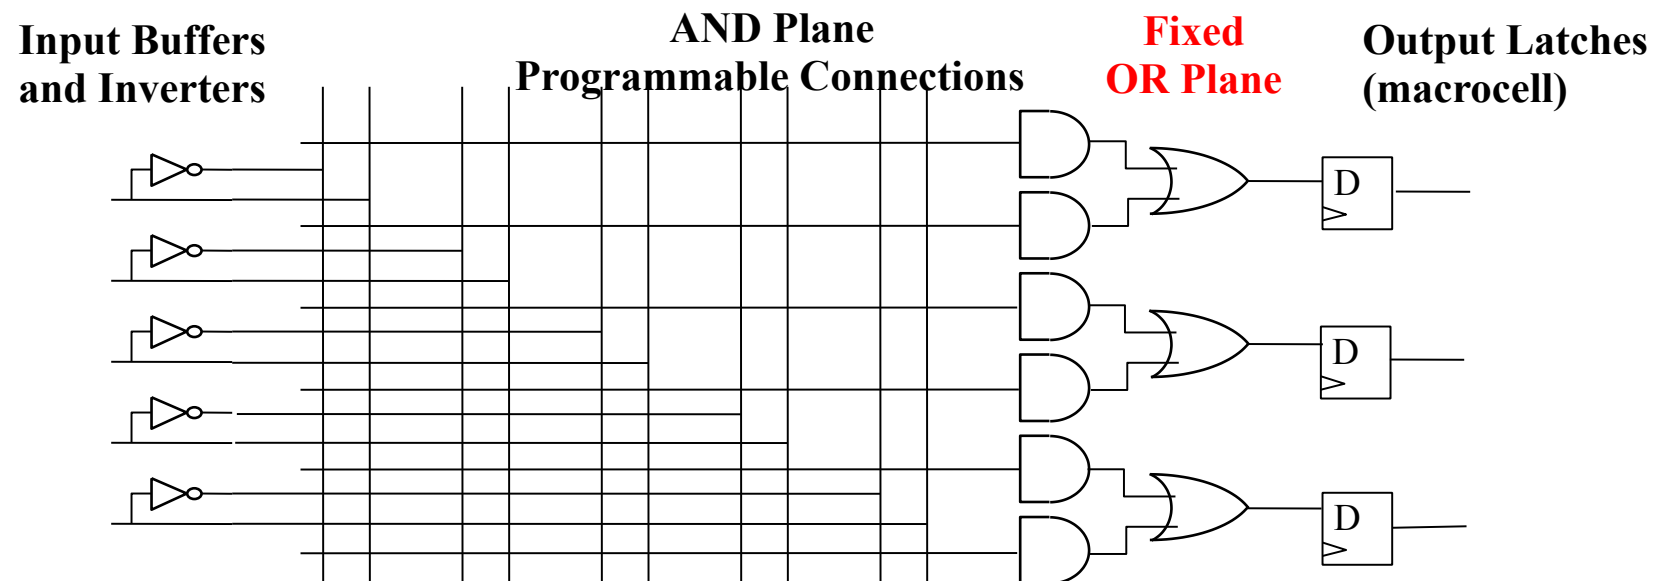 Input Buffers
and Inverters
AND Plane
Programmable Connections
Fixed
OR Plane
Output Latches
(macrocell)
D
D
D